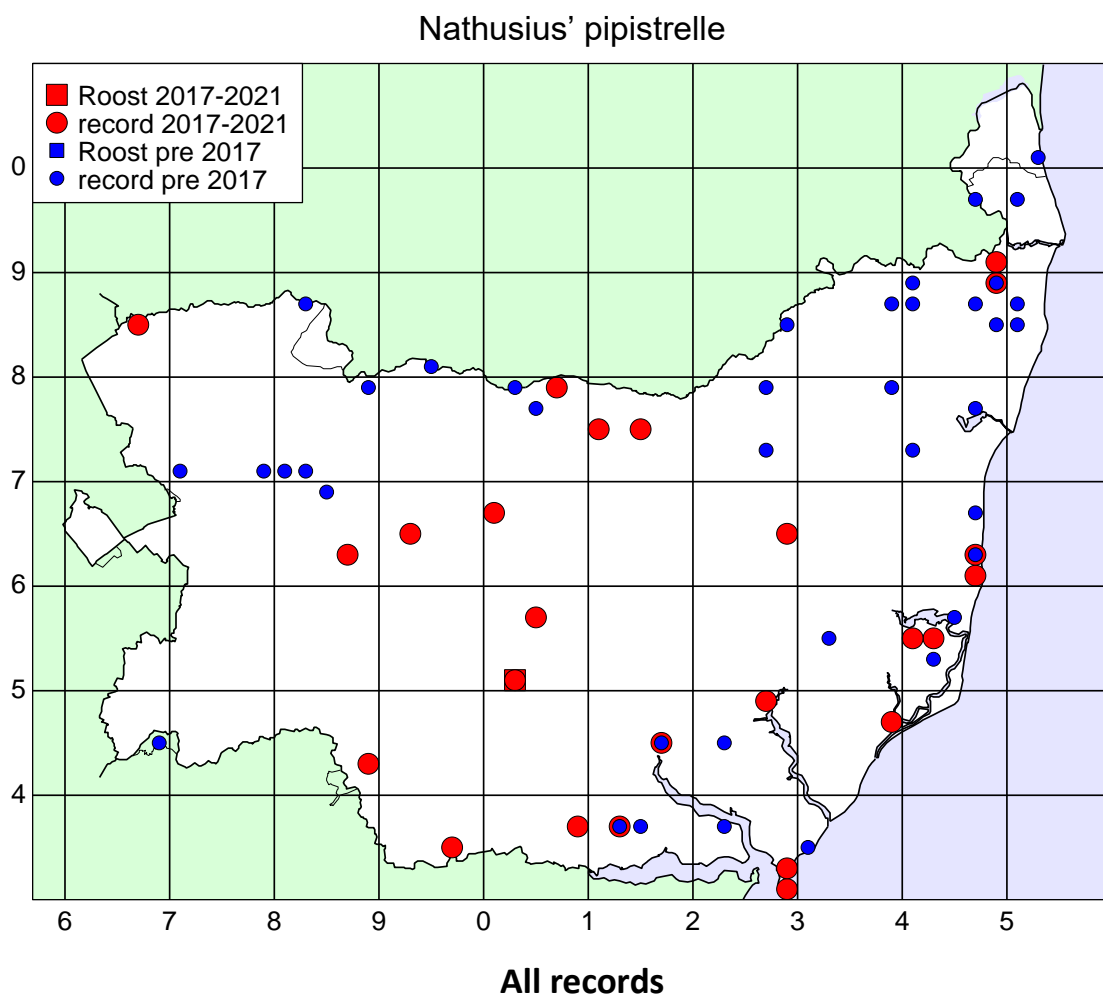 Nathusius’ pipistrelle
Roost 2017-2021
record 2017-2021
Roost pre 2017
record pre 2017
0
9
8
7
6
5
4
6 7 8 9 0 1 2 3 4 5
All records